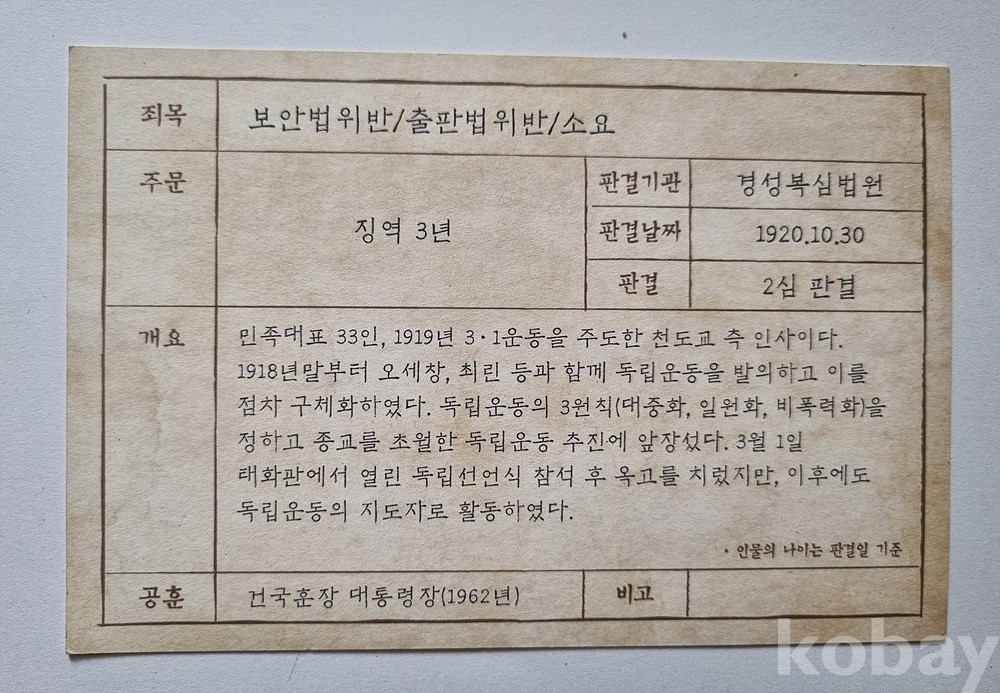 죄목 보안법위반/출판법위반/소요
주문 징역 3년
판결기관 경성복심법원
판결날짜 1920.10.30
판결 2심 판결
개요 민족대표 33인, 1919년 3·1운동을 주도한 천도교 측 인사이다.
1918년말부터 오세창, 최린 등과 함께 독립운동을 발의하고 이를
점차 구체화하였다. 독립운동의 3원칙(대중화, 일원화, 비폭력화)을
정하고 종교를 초월한 독립운동 추진에 앞장섰다. 3월 1일
태화관에서 열린 독립선언식 참석 후 옥고를 치렀지만, 이후에도
독립운동의 지도자로 활동하였다.
· 인물의 나이는 판결일 기준
공훈 건국훈장 대통령장(1962년) 비고
kobay